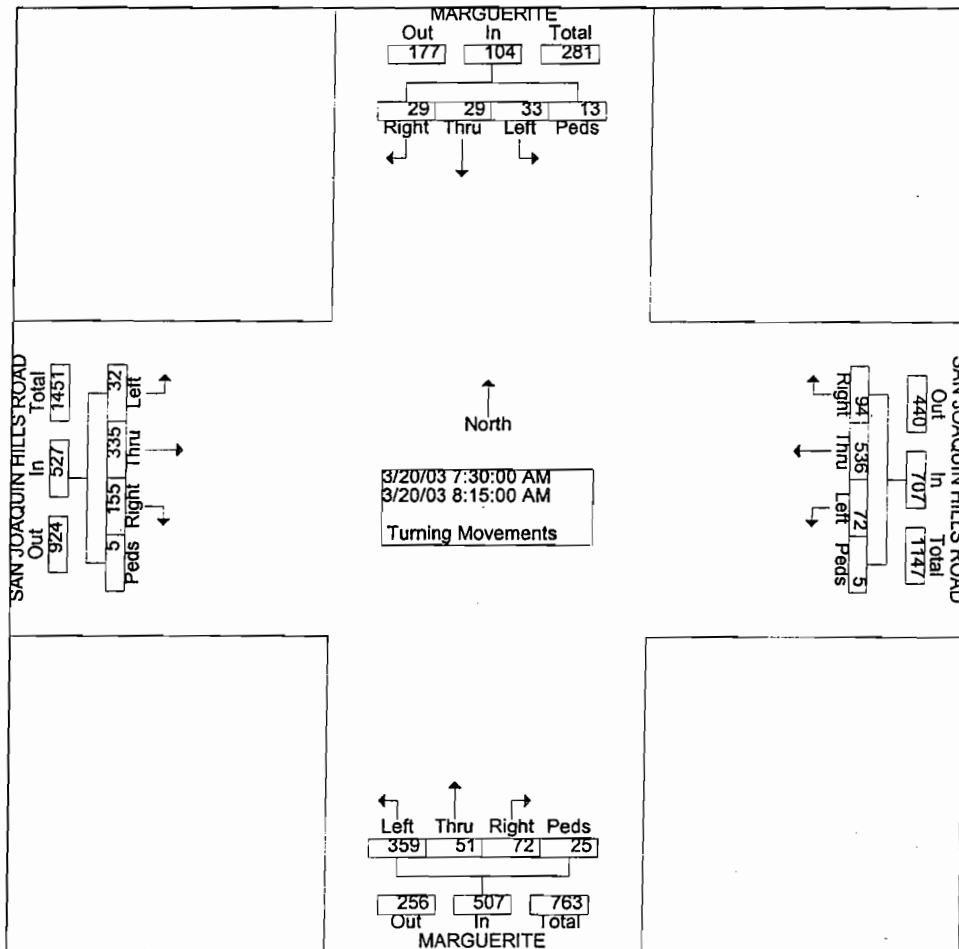 MARGUERITE
Out In Total
177 104 281
29 29 33 13
Right Thru Left Peds
SAN JOAQUIN HILLS ROAD
Out In Total
924 527 1451
5 155 335 32
Peds Right Thru Left
North
3/20/03 7:30:00 AM
3/20/03 8:15:00 AM
Turning Movements
Right Thru Left Peds
94 536 72 5
440 707 1147
Out In Total
SAN JOAQUIN HILLS ROAD
Left Thru Right Peds
359 51 72 25
256 507 763
Out In Total
MARGUERITE